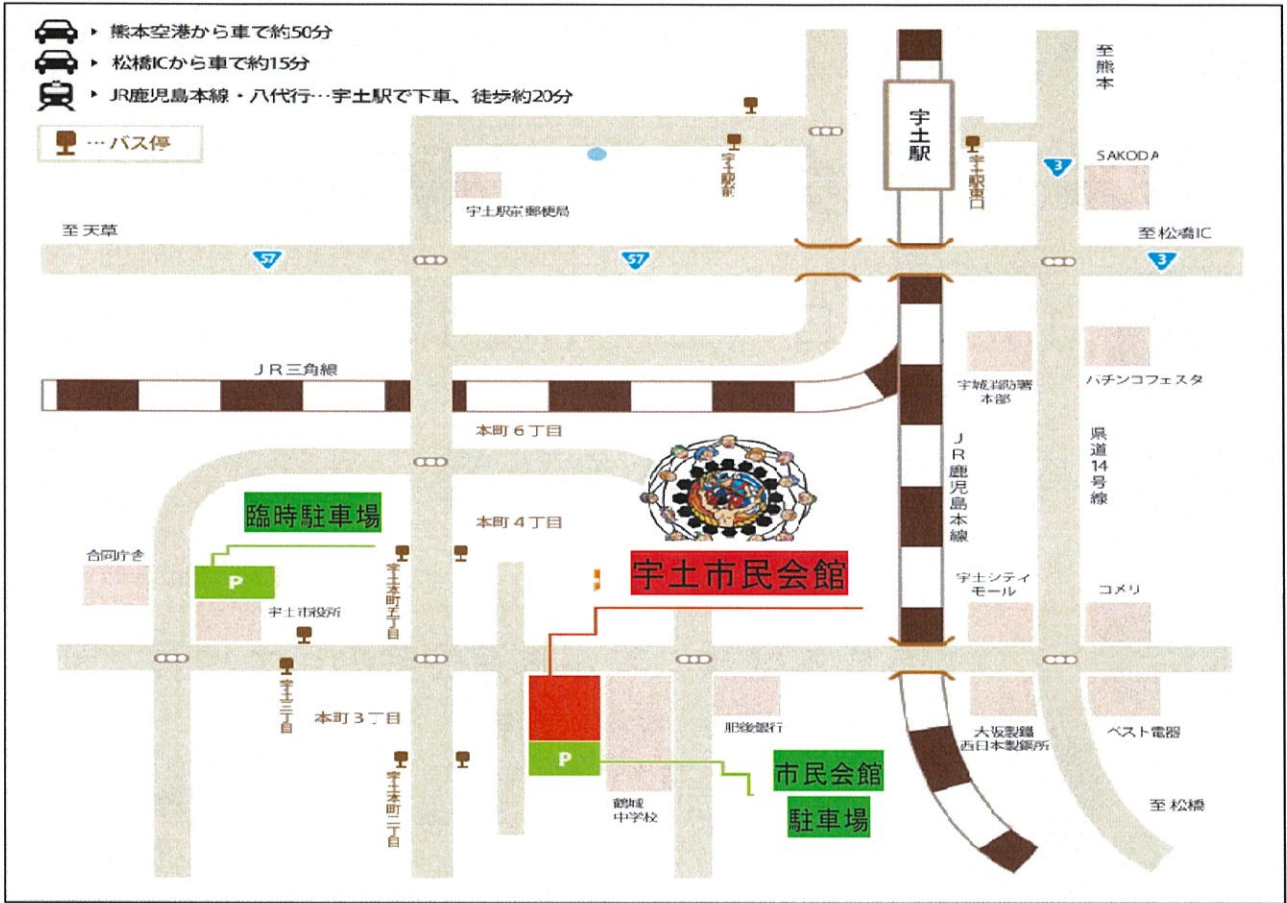 熊本空港から車で約50分
松橋ICから車で約15分
JR鹿児島本線・八代行…宇土駅で下車、徒歩約20分
…バス停
至熊本
宇土駅
SAKODA
3
宇土駅前
宇土駅東口
宇土駅前郵便局
至 天草
至 松橋IC
57
57
3
JR三角線
宇城消防署
本部
パチンコフェスタ
本町6丁目
JR鹿児島本線
県道14号線
臨時駐車場
本町4丁目
合同庁舎
P
宇土市役所
宇土本町五丁目
宇土市民会館
宇土シティ
モール
コメリ
宇土三丁目
本町3丁目
肥後銀行
大阪製鐵
西日本製鋼所
ベスト電器
P
市民会館
駐車場
宇土本町二丁目
鶴城
中学校
至 松橋